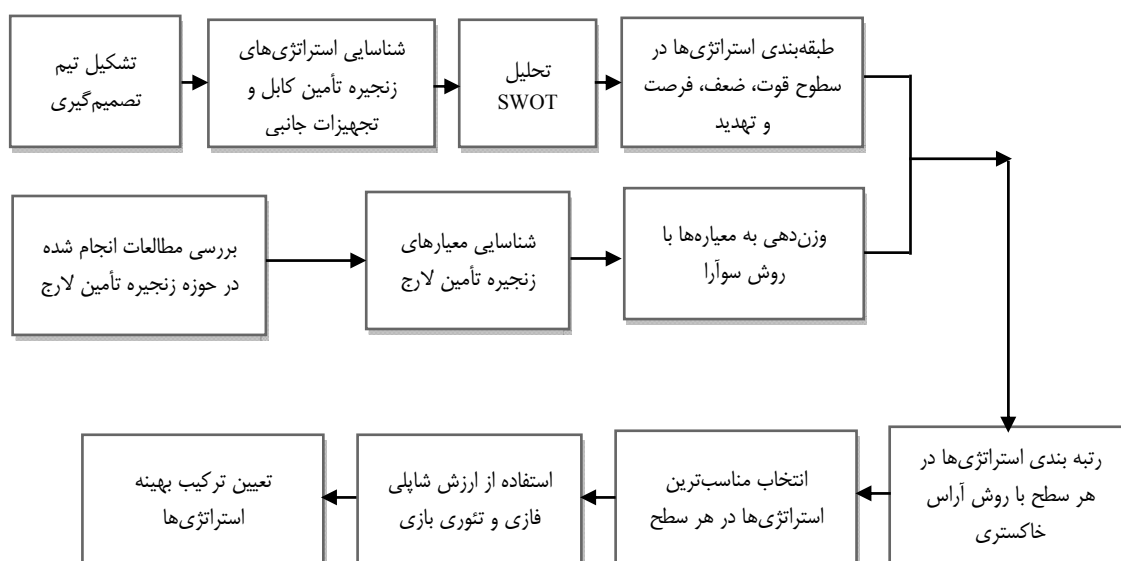 تشکیل تیم
تصمیم‌گیری
شناسایی استراتژی‌های
زنجیره تأمین کابل و
تجهیزات جانبی
تحلیل
SWOT
طبقه‌بندی استراتژی‌ها در
سطوح قوت، ضعف، فرصت
و تهدید
بررسی مطالعات انجام شده
در حوزه زنجیره تأمین لارج
شناسایی معیارهای
زنجیره تأمین لارج
وزن‌دهی به معیاره‌ها با
روش سوآرا
رتبه بندی استراتژی‌ها در
هر سطح با روش آراس
خاکستری
انتخاب مناسب‌ترین
استراتژی‌ها در هر سطح
استفاده از ارزش شاپلی
فازی و تئوری بازی
تعیین ترکیب بهینه
استراتژی‌ها